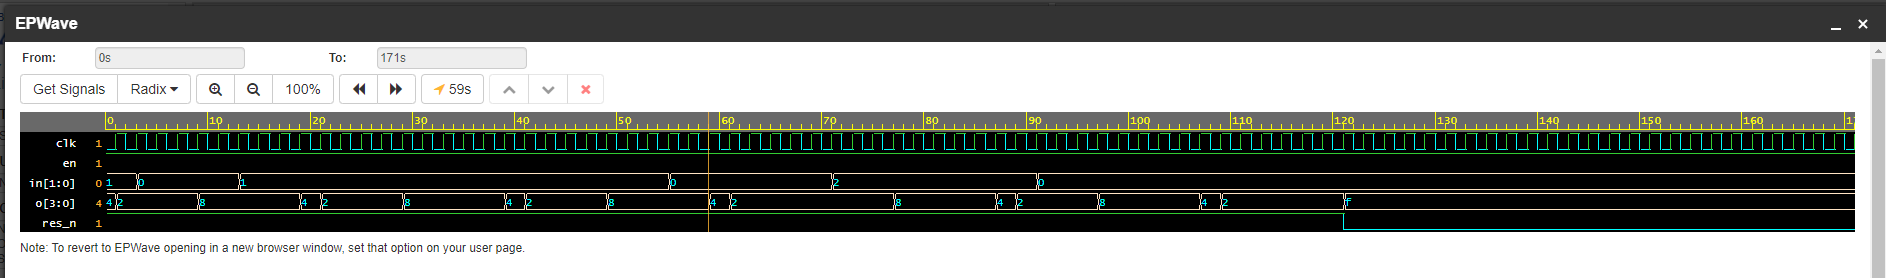 EPWave
From: 0s To: 171s
Get Signals Radix 100% 59s
0 10 20 30 40 50 60 70 80 90 100 110 120 130 140 150 160
clk 1
en 1
in[1:0] 0 1 0 1 0 2 0
o[3:0] 4 4 2 8 4 2 8 4 2 8 4 2 8 4 2 8 4 2 f
res_n 1
Note: To revert to EPWave opening in a new browser window, set that option on your user page.